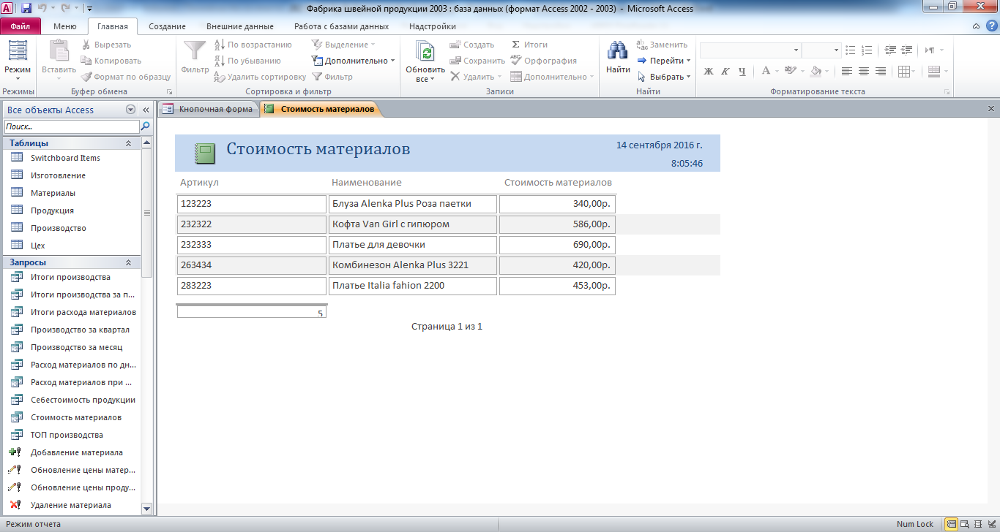 Фабрика швейной продукции 2003 : база данных (формат Access 2002 - 2003) - Microsoft Access
Файл Меню Главная Создание Внешние данные Работа с базами данных Надстройки
Режим
Режимы
Вставить
Вырезать
Копировать
Формат по образцу
Буфер обмена
Фильтр
По возрастанию
По убыванию
Удалить сортировку
Выделение
Дополнительно
Фильтр
Сортировка и фильтр
Обновить
все
Создать
Сохранить
Удалить
Итоги
Орфография
Дополнительно
Записи
Найти
Заменить
Перейти
Выбрать
Найти
Ж К Ч А
Форматирование текста
Все объекты Access
Поиск...
Таблицы
Switchboard Items
Изготовление
Материалы
Продукция
Производство
Цех
Запросы
Итоги производства
Итоги производства за п...
Итоги расхода материалов
Производство за квартал
Производство за месяц
Расход материалов по дн...
Расход материалов при ...
Себестоимость продукции
Стоимость материалов
ТОП производства
Добавление материала
Обновление цены матер...
Обновление цены проду...
Удаление материала
Кнопочная форма Стоимость материалов
Стоимость материалов
14 сентября 2016 г.
8:05:46
Артикул Наименование Стоимость материалов
123223 Блуза Alenka Plus Роза паетки 340,00р.
232322 Кофта Van Girl с гипюром 586,00р.
232333 Платье для девочки 690,00р.
263434 Комбинезон Alenka Plus 3221 420,00р.
283223 Платье Italia fahion 2200 453,00р.
5
Страница 1 из 1
Режим отчета Num Lock